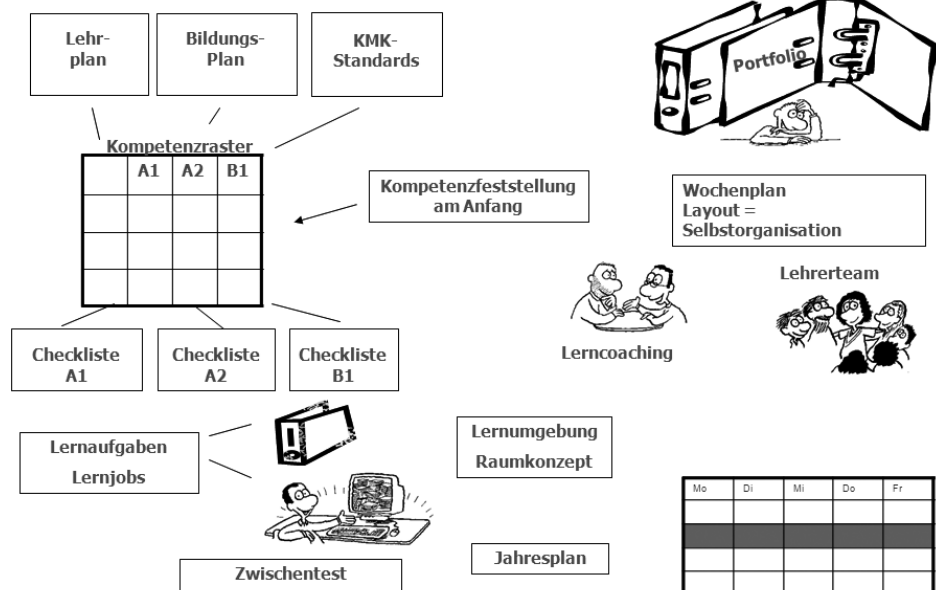 Lehr-
plan
Bildungs-
Plan
KMK-
Standards
Portfolio
Kompetenzraster
A1 A2 B1
Kompetenzfeststellung
am Anfang
Wochenplan
Layout =
Selbstorganisation
Lehrerteam
Lerncoaching
Checkliste
A1
Checkliste
A2
Checkliste
B1
Lernaufgaben
Lernjobs
Lernumgebung
Raumkonzept
Mo Di Mi Do Fr
Jahresplan
Zwischentest